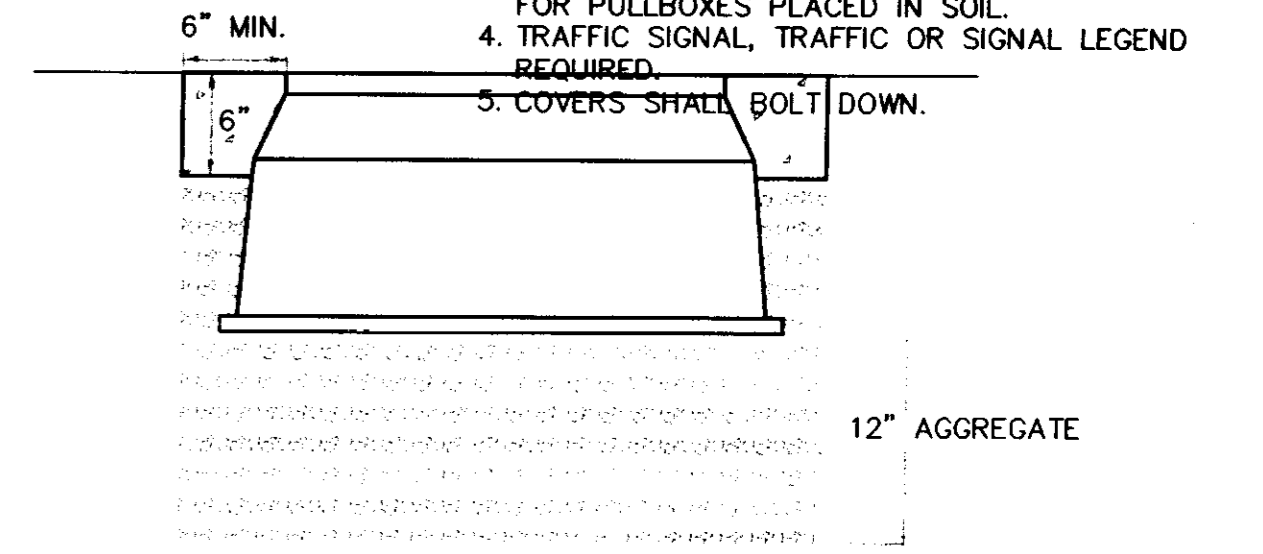 FOR PULLBOXES PLACED IN SOIL.
6" MIN.
4. TRAFFIC SIGNAL, TRAFFIC OR SIGNAL LEGEND
REQUIRED.
5. COVERS SHALL BOLT DOWN.
6"
12" AGGREGATE